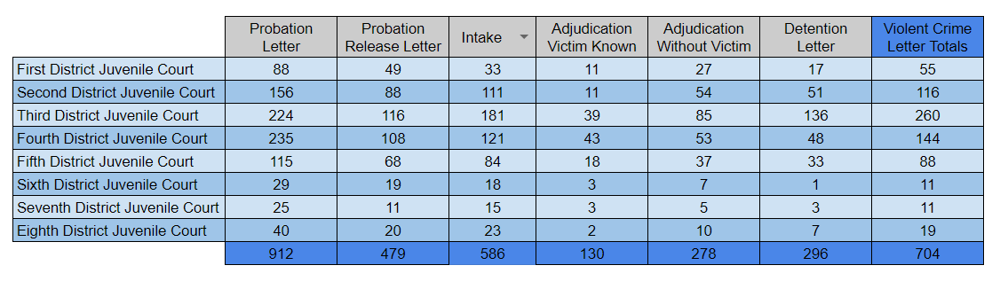 Probation Letter Probation Release Letter Intake Adjudication Victim Known Adjudication Without Victim Detention Letter Violent Crime Letter Totals
First District Juvenile Court 88 49 33 11 27 17 55
Second District Juvenile Court 156 88 111 11 54 51 116
Third District Juvenile Court 224 116 181 39 85 136 260
Fourth District Juvenile Court 235 108 121 43 53 48 144
Fifth District Juvenile Court 115 68 84 18 37 33 88
Sixth District Juvenile Court 29 19 18 3 7 1 11
Seventh District Juvenile Court 25 11 15 3 5 3 11
Eighth District Juvenile Court 40 20 23 2 10 7 19
912 479 586 130 278 296 704